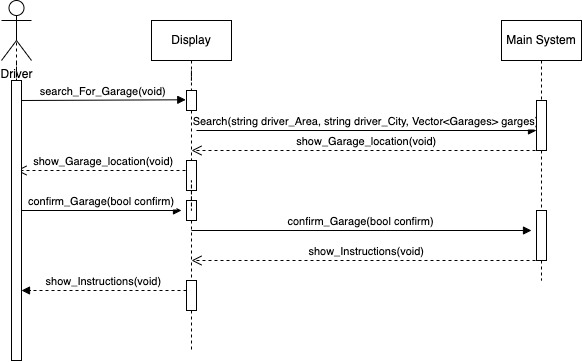 Display
Main System
Driver
search_For_Garage(void)
Search(string driver_Area, string driver_City, Vector<Garages> garges)
show_Garage_location(void)
show_Garage_location(void)
confirm_Garage(bool confirm)
confirm_Garage(bool confirm)
show_Instructions(void)
show_Instructions(void)